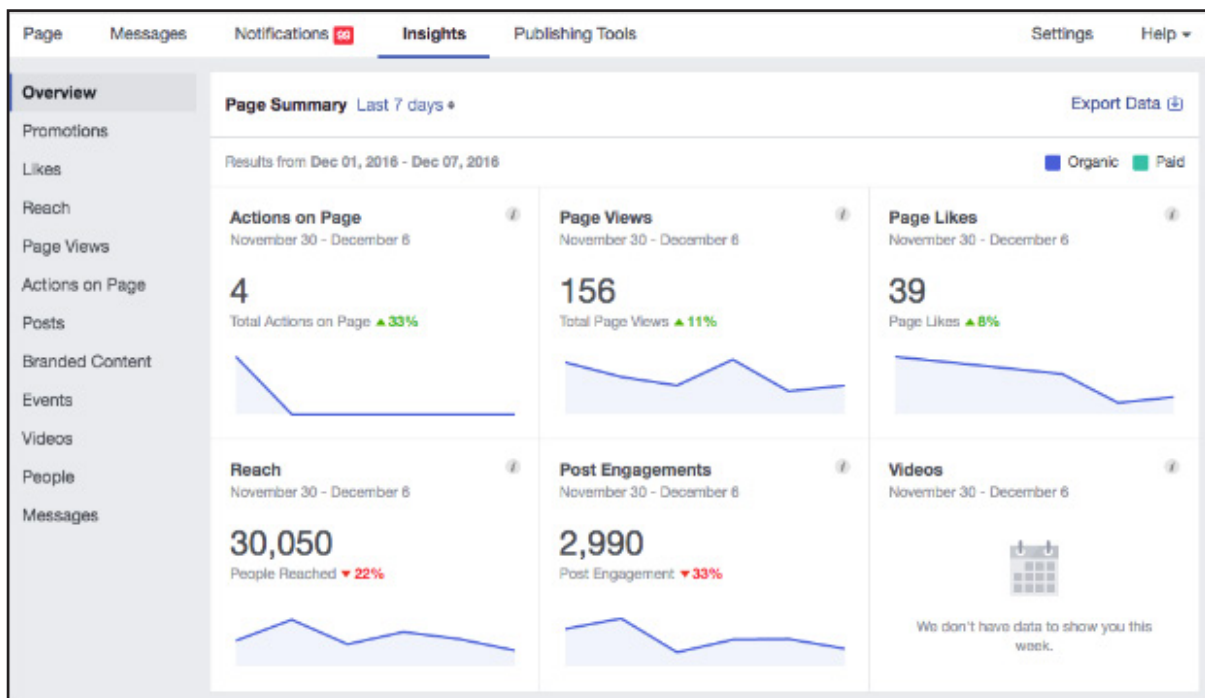 Page Messages Notifications 99 Insights Publishing Tools Settings Help
Overview
Promotions
Likes
Reach
Page Views
Actions on Page
Posts
Branded Content
Events
Videos
People
Messages
Page Summary Last 7 days
Export Data
Results from Dec 01, 2016 - Dec 07, 2016
Organic Paid
Actions on Page
November 30 - December 6
4
Total Actions on Page ▲33%
Page Views
November 30 - December 6
156
Total Page Views ▲11%
Page Likes
November 30 - December 6
39
Page Likes ▲8%
Reach
November 30 - December 6
30,050
People Reached ▼22%
Post Engagements
November 30 - December 6
2,990
Post Engagement ▼33%
Videos
November 30 - December 6
We don't have data to show you this
week.